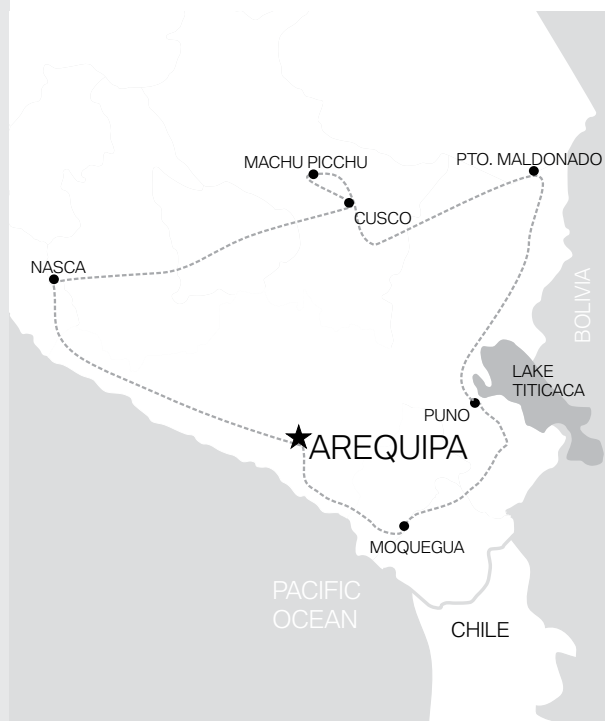 MACHU PICCHU
PTO. MALDONADO
CUSCO
NASCA
BOLIVIA
LAKE
TITICACA
PUNO
AREQUIPA
MOQUEGUA
PACIFIC
OCEAN
CHILE